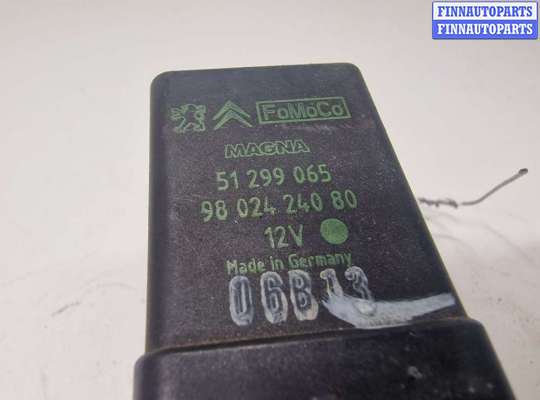 FINNAUTOPARTS
FINNAUTOPARTS
FoMoCo
MAGNA
51 299 065
98 024 240 80
12V
Made in Germany
06B13